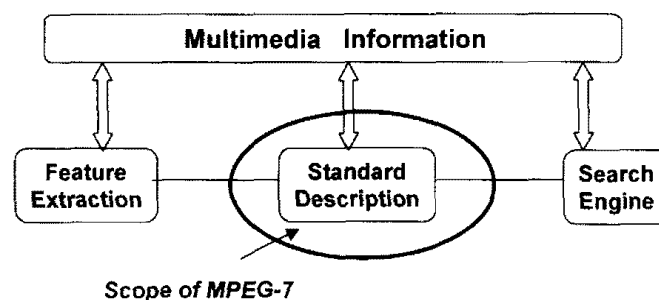 Multimedia Information
Feature
Extraction
Standard
Description
Search
Engine
Scope of MPEG-7